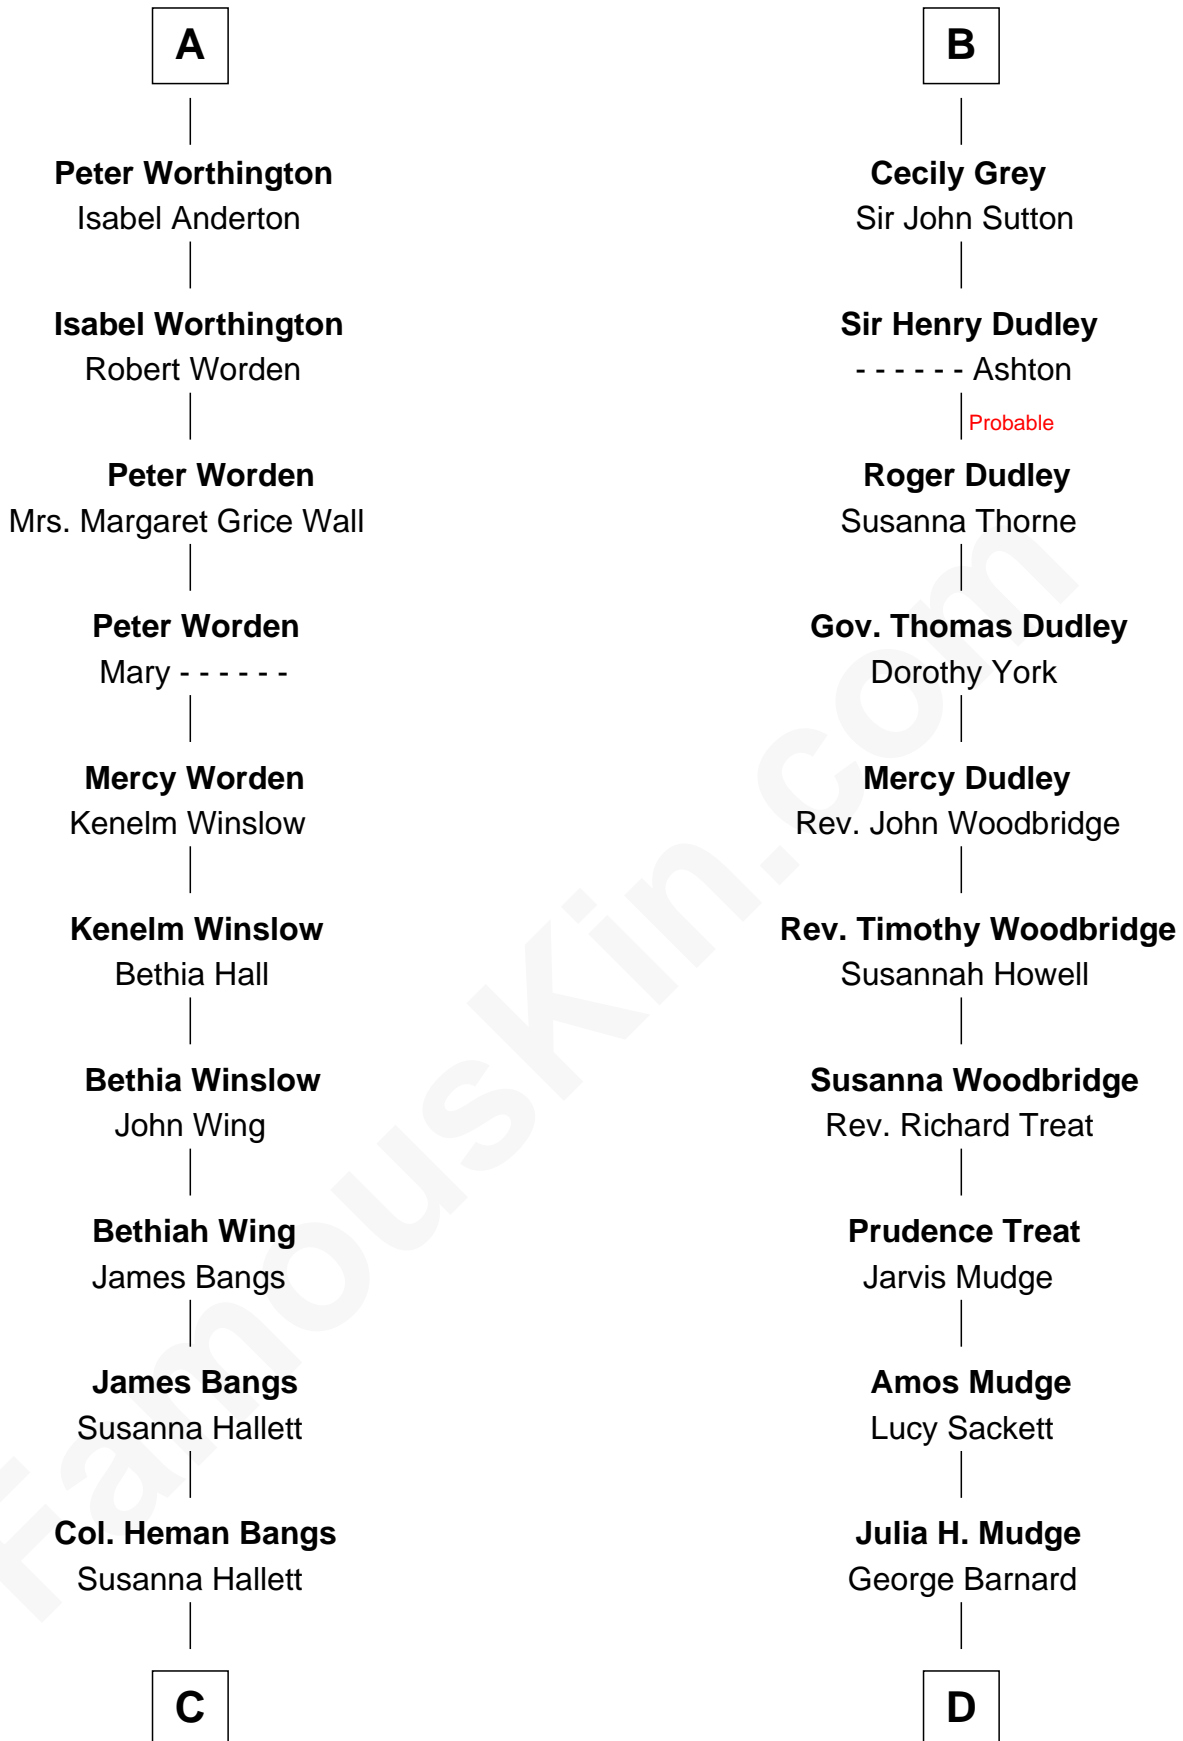 A
Peter Worthington
Isabel Anderton
Isabel Worthington
Robert Worden
Peter Worden
Mrs. Margaret Grice Wall
Peter Worden
Mary - - - - - -
Mercy Worden
Kenelm Winslow
Kenelm Winslow
Bethia Hall
Bethia Winslow
John Wing
Bethiah Wing
James Bangs
James Bangs
Susanna Hallett
Col. Heman Bangs
Susanna Hallett
C
B
Cecily Grey
Sir John Sutton
Sir Henry Dudley
- - - - - - Ashton
Probable
Roger Dudley
Susanna Thorne
Gov. Thomas Dudley
Dorothy York
Mercy Dudley
Rev. John Woodbridge
Rev. Timothy Woodbridge
Susannah Howell
Susanna Woodbridge
Rev. Richard Treat
Prudence Treat
Jarvis Mudge
Amos Mudge
Lucy Sackett
Julia H. Mudge
George Barnard
D
FamousKin.com